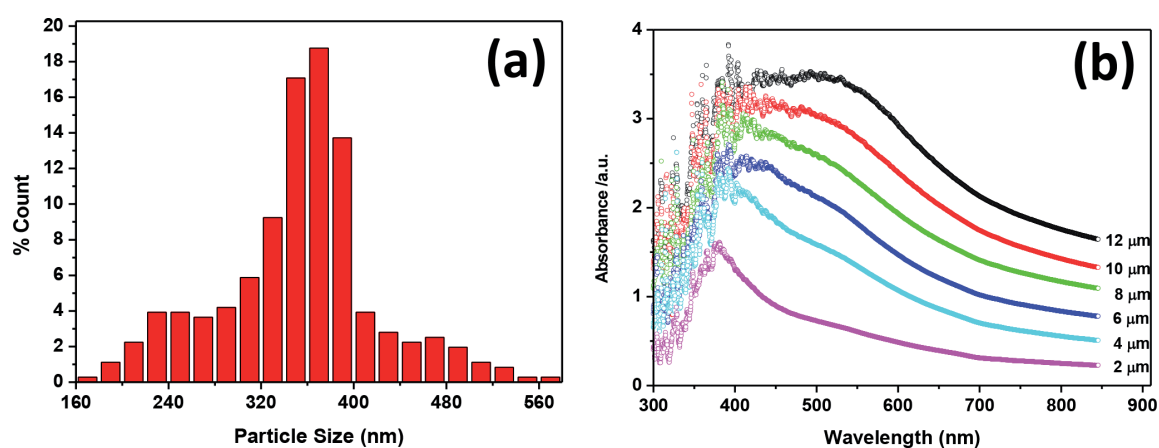 (a)
20
18
16
14
12
10
8
6
4
2
0
% Count
160 240 320 400 480 560
Particle Size (nm)
(b)
4
3
2
1
0
Absorbance /a.u.
12 μm
10 μm
8 μm
6 μm
4 μm
2 μm
300 400 500 600 700 800 900
Wavelength (nm)